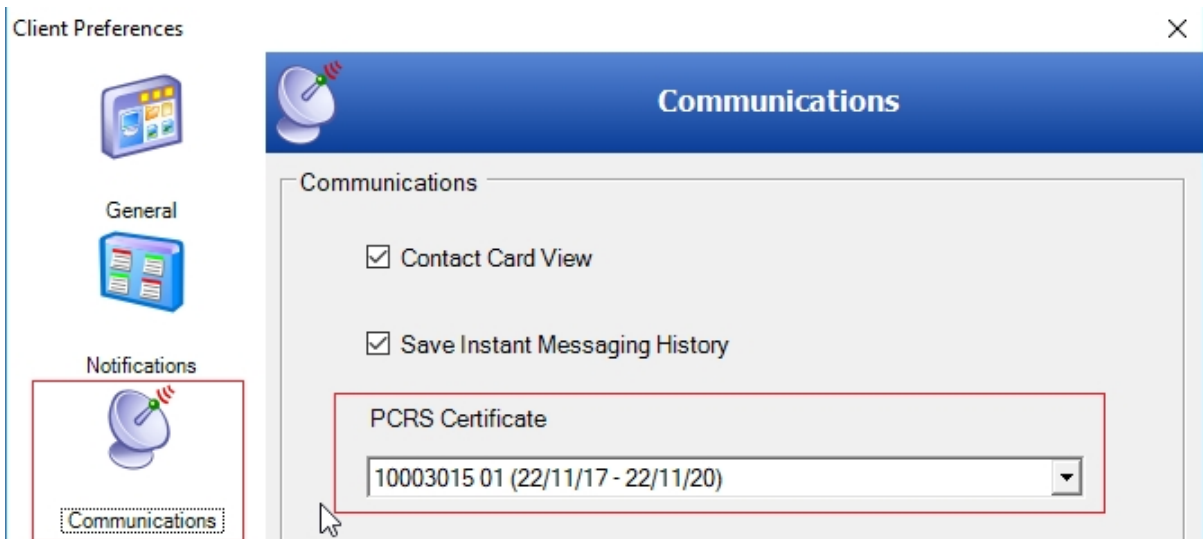 Client Preferences
General
Notifications
Communications
Communications
Communications
Contact Card View
Save Instant Messaging History
PCRS Certificate
10003015 01 (22/11/17 - 22/11/20)